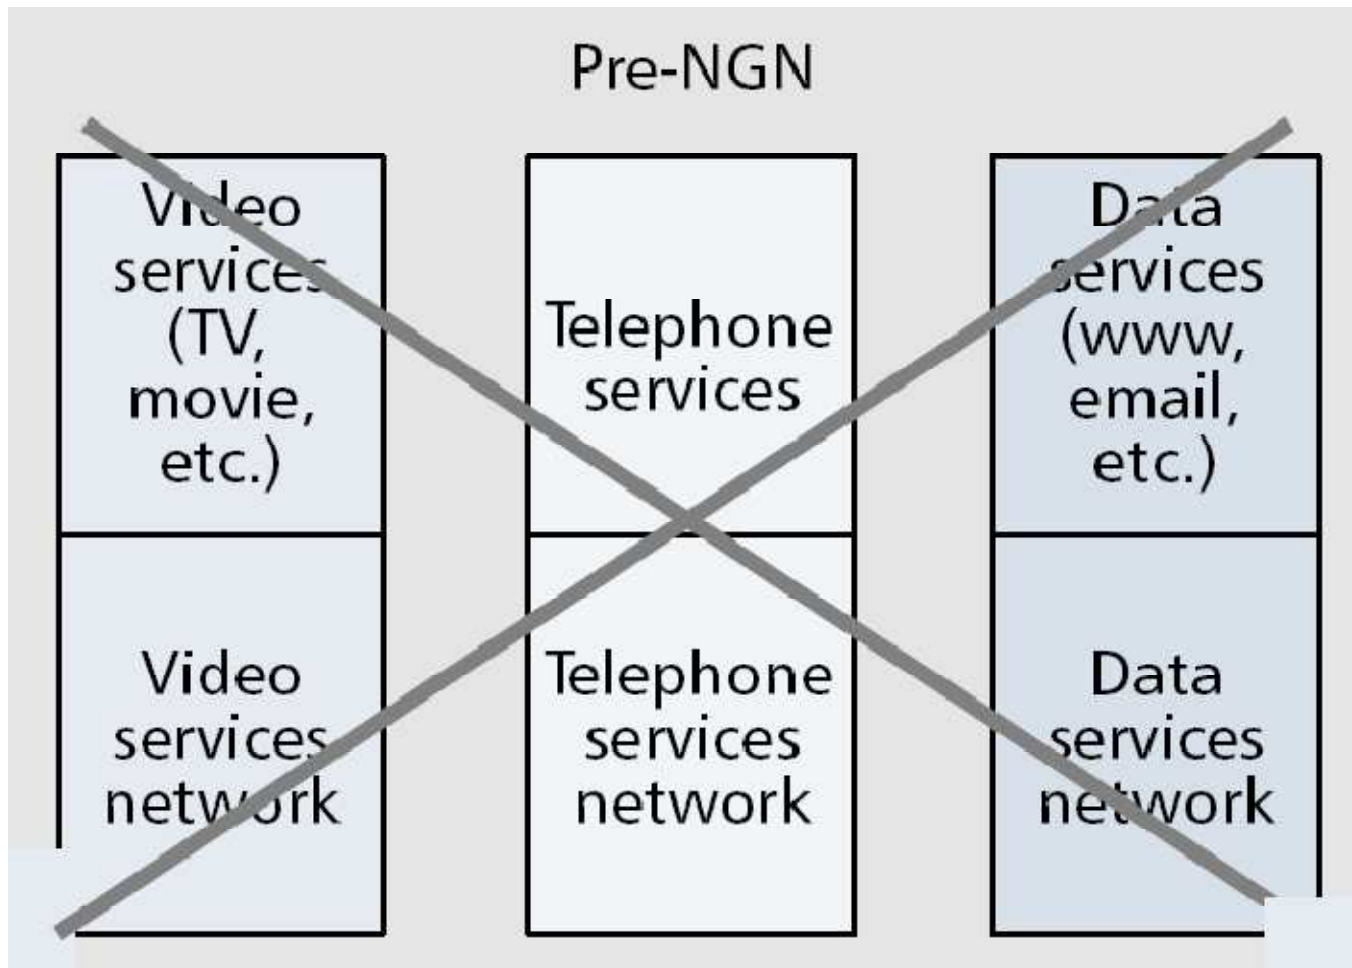 Pre-NGN
Video
services
(TV,
movie,
etc.)
Telephone
services
Data
services
(www,
email,
etc.)
Video
services
network
Telephone
services
network
Data
services
network